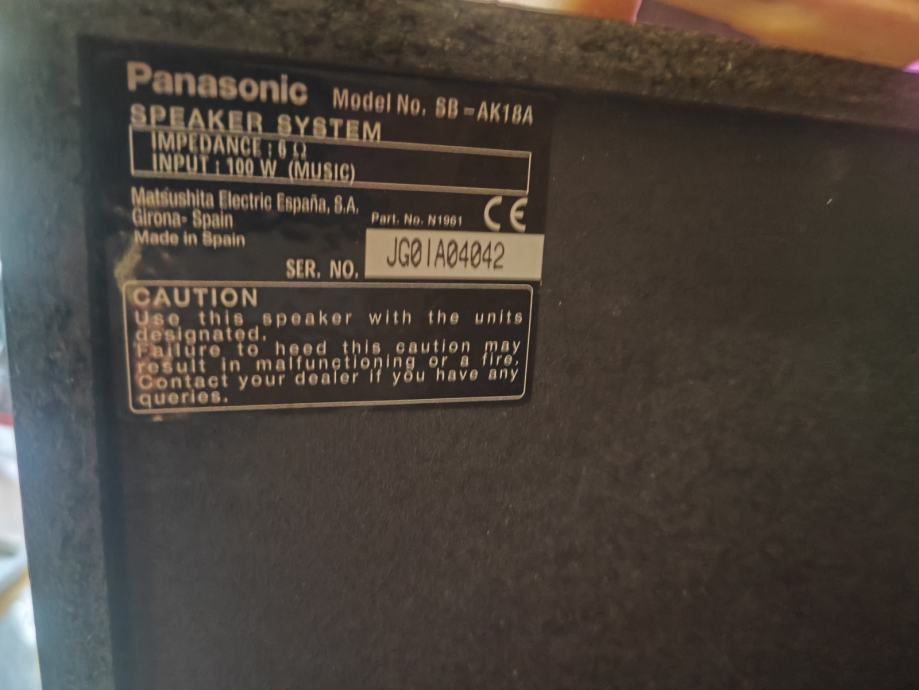 Panasonic Model No. SB-AK18A
SPEAKER SYSTEM
IMPEDANCE : 6 Ω
INPUT : 100 W (MUSIC)
Matsushita Electric España, S.A.
Girona- Spain
Part. No. N1961 CE
Made in Spain
SER. NO. JG01A04042
CAUTION
Use this speaker with the units
designated.
Failure to heed this caution may
result in malfunctioning or a fire.
Contact your dealer if you have any
queries.